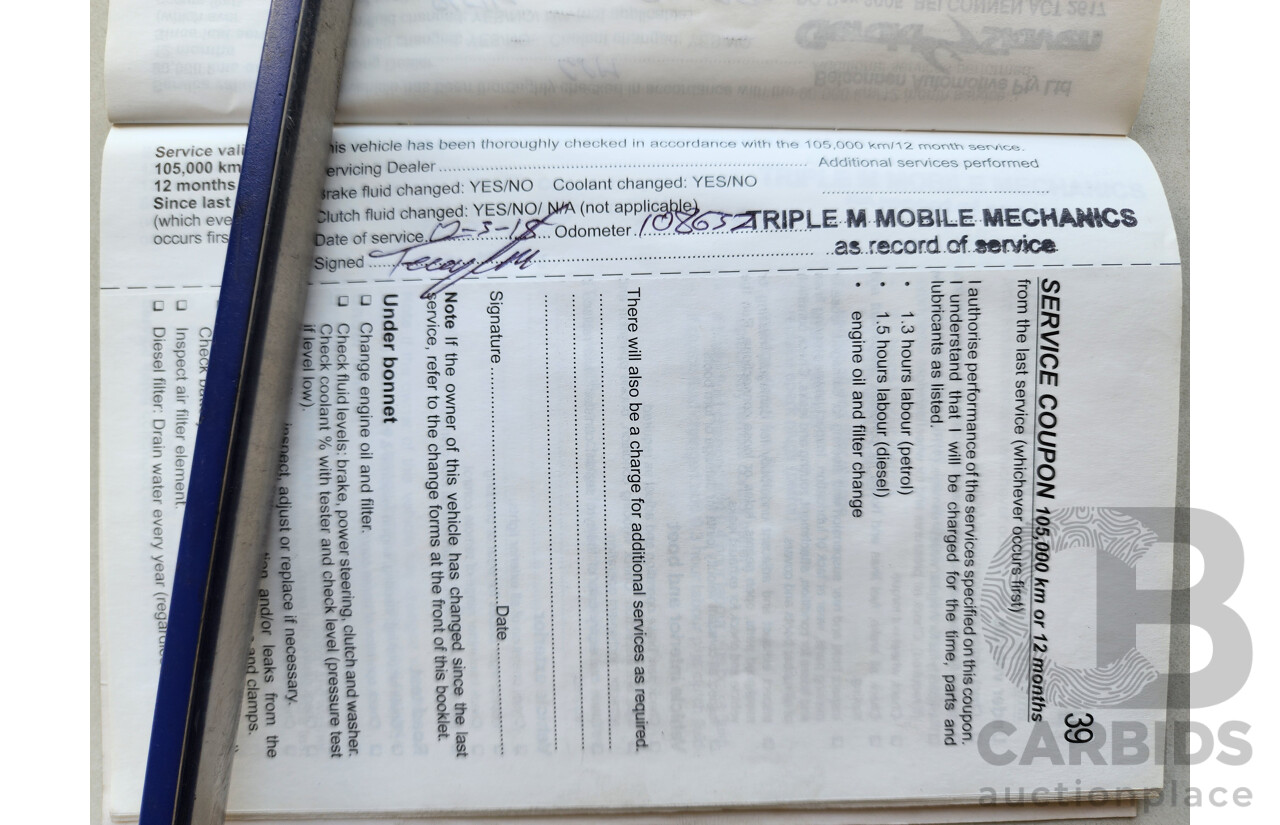 Service vali
105,000 km
12 months
Since last
(which eve
occurs firs
his vehicle has been thoroughly checked in accordance with the 105,000 km/12 month service.
ervicing Dealer
Additional services performed
Brake fluid changed: YES/NO Coolant changed: YES/NO
Clutch fluid changed: YES/NO/ N/A (not applicable)
TRIPLE M MOBILE MECHANICS
Date of service Odometer 108632
as record of service
Signed
SERVICE COUPON 105,000 km or 12 months
39
from the last service (whichever occurs first)
I authorise performance of the services specified on this coupon.
I understand that I will be charged for the time, parts and
lubricants as listed.
• 1.3 hours labour (petrol)
• 1.5 hours labour (diesel)
• engine oil and filter change
There will also be a charge for additional services as required.
Signature Date
Note If the owner of this vehicle has changed since the last
service, refer to the change forms at the front of this booklet.
Under bonnet
Change engine oil and filter.
Check fluid levels: brake, power steering, clutch and washer.
Check coolant % with tester and check level (pressure test
if level low).
inspect, adjust or replace if necessary.
and/or leaks from the
and clamps.
Check
Inspect air filter element.
Diesel filter: Drain water every year (regardle
Belconnen Automotive Pty Ltd
BELCONNEN ACT 2617
CARBIDS
auctionplace